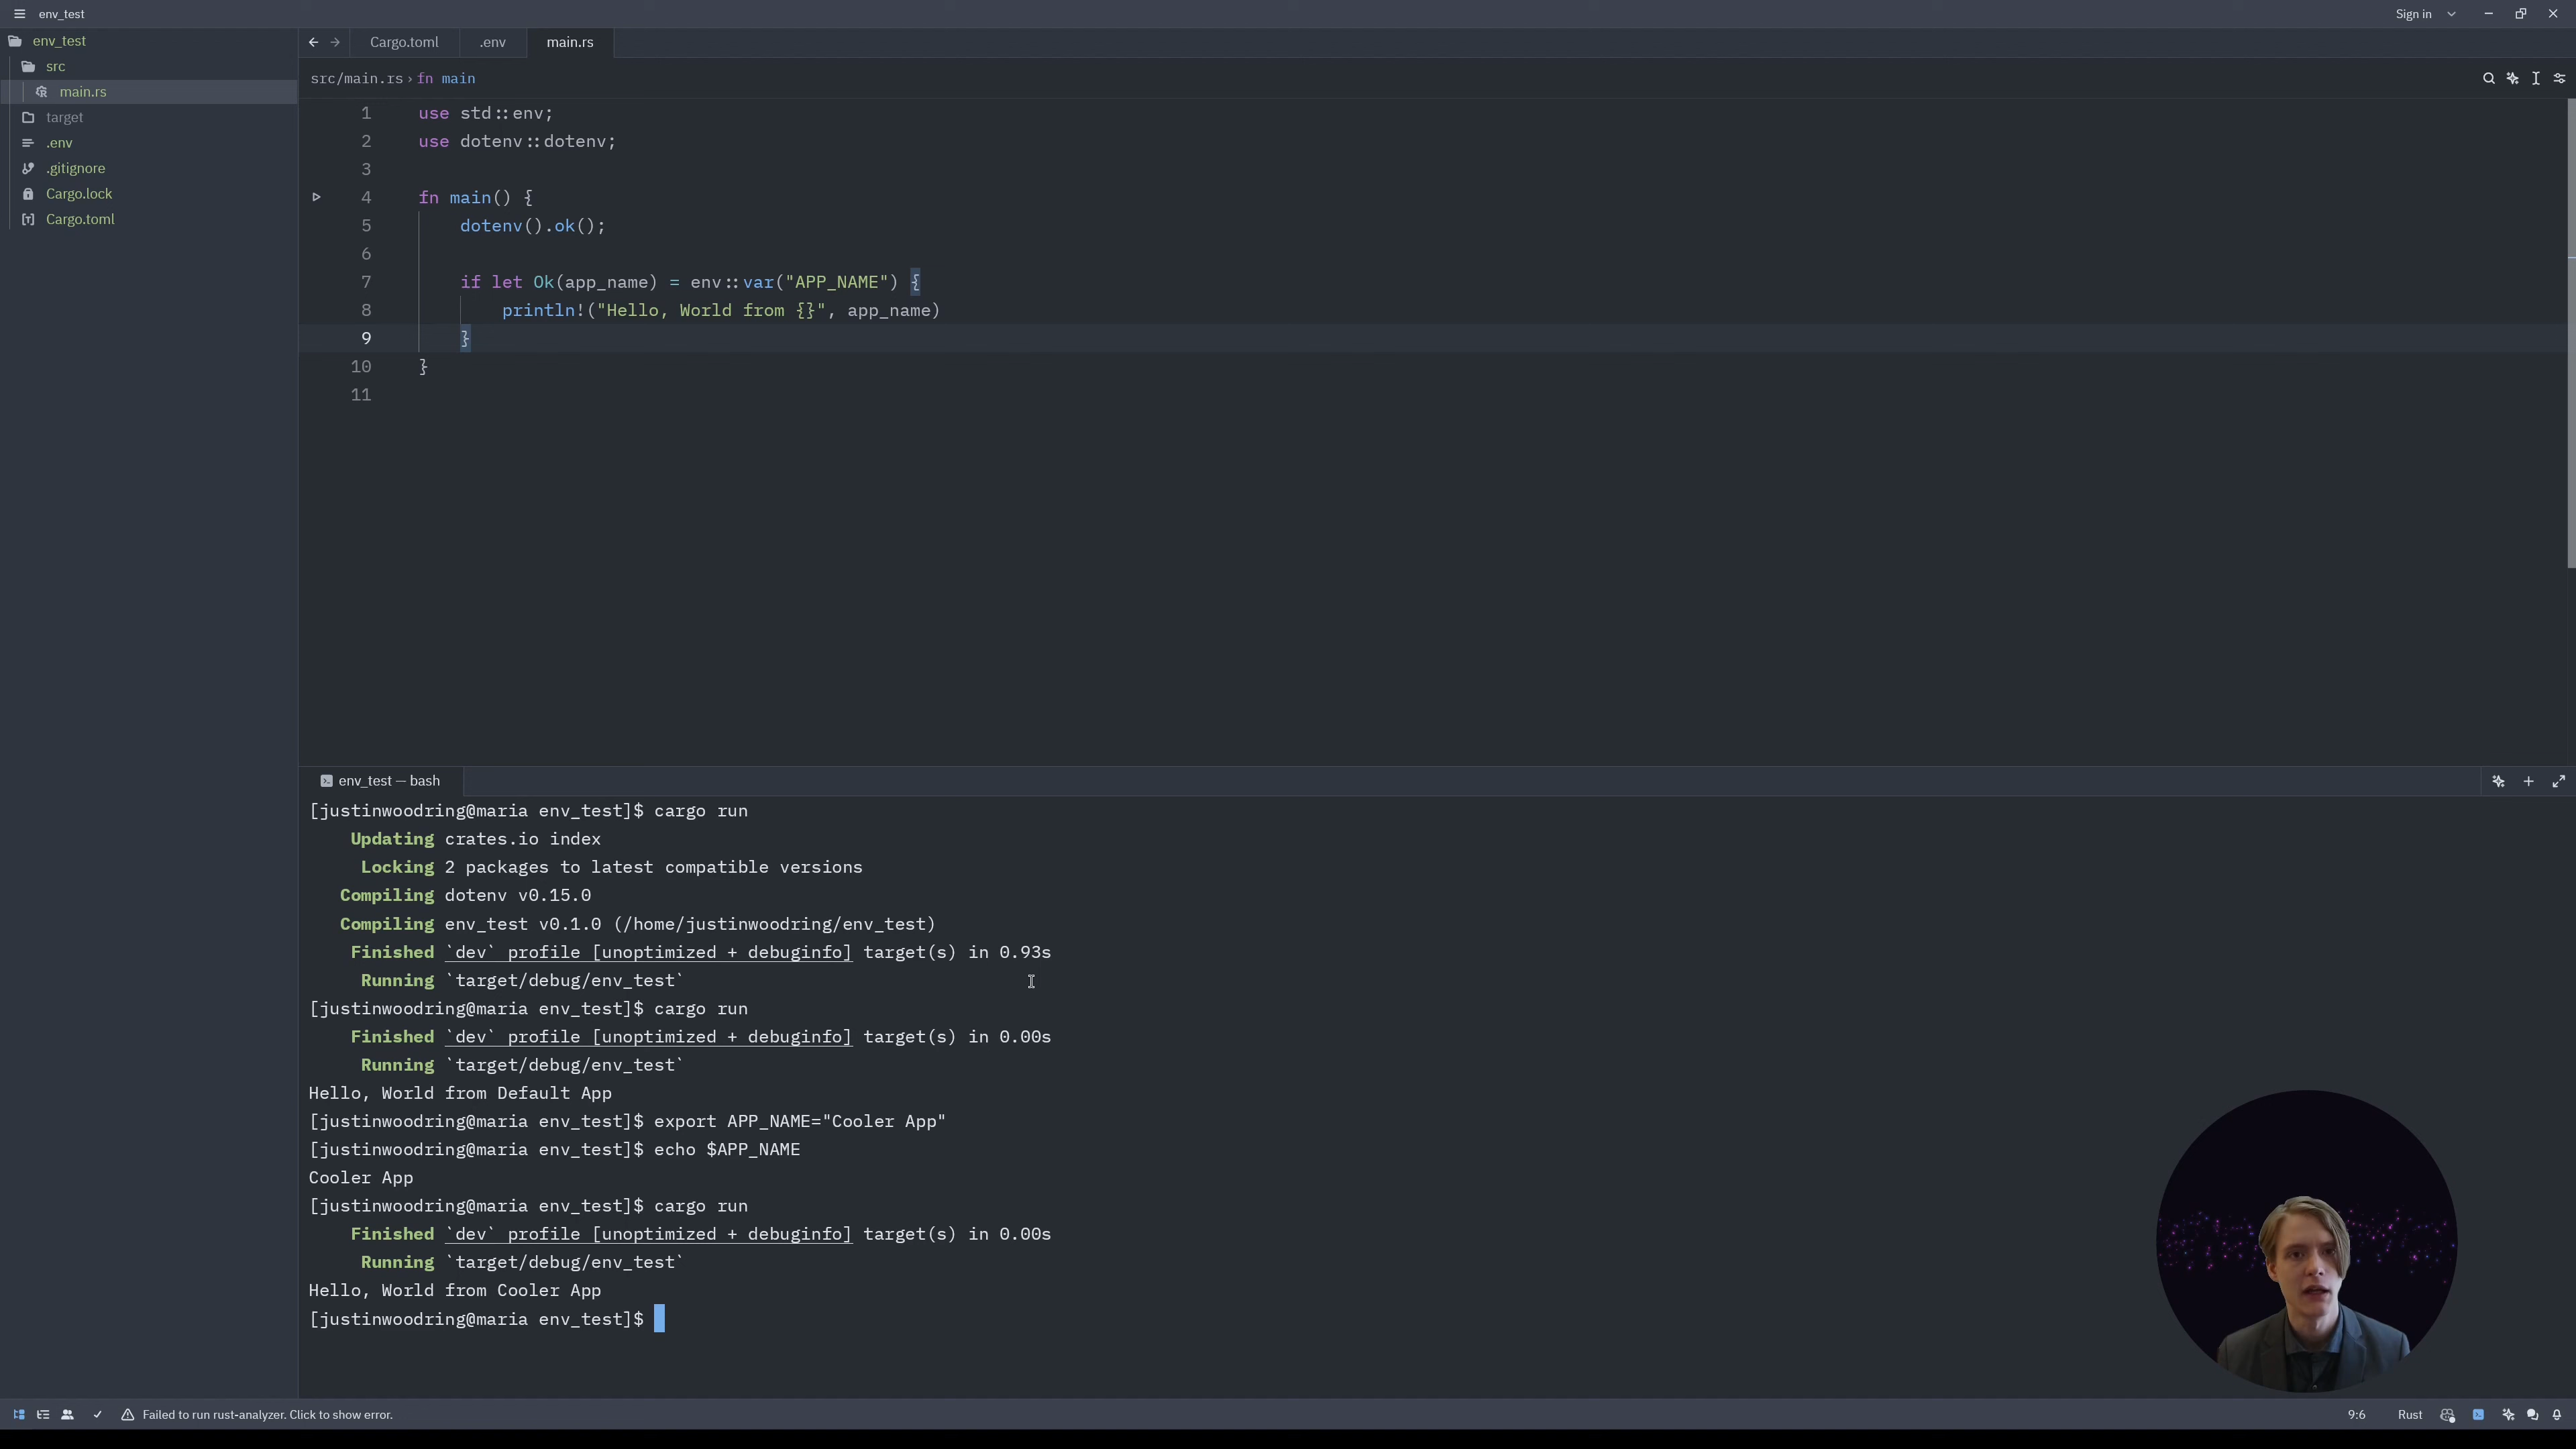 env_test
Sign in
env_test
src
main.rs
target
.env
.gitignore
Cargo.lock
Cargo.toml
Cargo.toml
.env
main.rs
src/main.rs › fn main
1 use std::env;
2 use dotenv::dotenv;
3
4 fn main() {
5 dotenv().ok();
6
7 if let Ok(app_name) = env::var("APP_NAME") {
8 println!("Hello, World from {}", app_name)
9 }
10 }
11
env_test — bash
[justinwoodring@maria env_test]$ cargo run
Updating crates.io index
Locking 2 packages to latest compatible versions
Compiling dotenv v0.15.0
Compiling env_test v0.1.0 (/home/justinwoodring/env_test)
Finished `dev` profile [unoptimized + debuginfo] target(s) in 0.93s
Running `target/debug/env_test`
[justinwoodring@maria env_test]$ cargo run
Finished `dev` profile [unoptimized + debuginfo] target(s) in 0.00s
Running `target/debug/env_test`
Hello, World from Default App
[justinwoodring@maria env_test]$ export APP_NAME="Cooler App"
[justinwoodring@maria env_test]$ echo $APP_NAME
Cooler App
[justinwoodring@maria env_test]$ cargo run
Finished `dev` profile [unoptimized + debuginfo] target(s) in 0.00s
Running `target/debug/env_test`
Hello, World from Cooler App
[justinwoodring@maria env_test]$
Failed to run rust-analyzer. Click to show error.
9:6
Rust